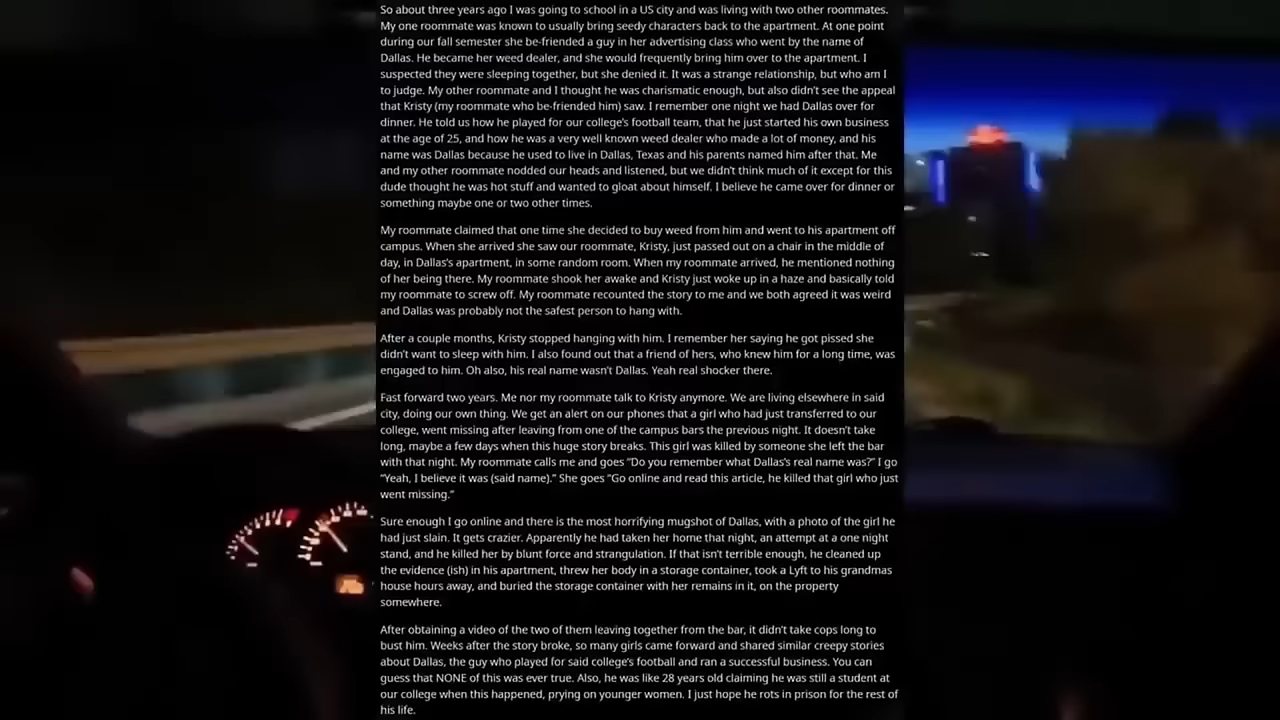 So about three years ago I was going to school in a US city and was living with two other roommates.
My one roommate was known to usually bring seedy characters back to the apartment. At one point
during our fall semester she be-friended a guy in her advertising class who went by the name of
Dallas. He became her weed dealer, and she would frequently bring him over to the apartment. I
suspected they were sleeping together, but she denied it. It was a strange relationship, but who am I
to judge. My other roommate and I thought he was charismatic enough, but also didn't see the appeal
that Kristy (my roommate who be-friended him) saw. I remember one night we had Dallas over for
dinner. He told us how he played for our college's football team, that he just started his own business
at the age of 25, and how he was a very well known weed dealer who made a lot of money, and his
name was Dallas because he used to live in Dallas, Texas and his parents named him after that. Me
and my other roommate nodded our heads and listened, but we didn't think much of it except for this
dude thought he was hot stuff and wanted to gloat about himself. I believe he came over for dinner or
something maybe one or two other times.
My roommate claimed that one time she decided to buy weed from him and went to his apartment off
campus. When she arrived she saw our roommate, Kristy, just passed out on a chair in the middle of
day, in Dallas's apartment, in some random room. When my roommate arrived, he mentioned nothing
of her being there. My roommate shook her awake and Kristy just woke up in a haze and basically told
my roommate to screw off. My roommate recounted the story to me and we both agreed it was weird
and Dallas was probably not the safest person to hang with.
After a couple months, Kristy stopped hanging with him. I remember her saying he got pissed she
didn't want to sleep with him. I also found out that a friend of hers, who knew him for a long time, was
engaged to him. Oh also, his real name wasn't Dallas. Yeah real shocker there.
Fast forward two years. Me nor my roommate talk to Kristy anymore. We are living elsewhere in said
city, doing our own thing. We get an alert on our phones that a girl who had just transferred to our
college, went missing after leaving from one of the campus bars the previous night. It doesn't take
long, maybe a few days when this huge story breaks. This girl was killed by someone she left the bar
with that night. My roommate calls me and goes "Do you remember what Dallas's real name was?" I go
"Yeah, I believe it was (said name)." She goes "Go online and read this article, he killed that girl who just
went missing."
Sure enough I go online and there is the most horrifying mugshot of Dallas, with a photo of the girl he
had just slain. It gets crazier. Apparently he had taken her home that night, an attempt at a one night
stand, and he killed her by blunt force and strangulation. If that isn't terrible enough, he cleaned up
the evidence (ish) in his apartment, threw her body in a storage container, took a Lyft to his grandmas
house hours away, and buried the storage container with her remains in it, on the property
somewhere.
After obtaining a video of the two of them leaving together from the bar, it didn't take cops long to
bust him. Weeks after the story broke, so many girls came forward and shared similar creepy stories
about Dallas, the guy who played for said college's football and ran a successful business. You can
guess that NONE of this was ever true. Also, he was like 28 years old claiming he was still a student at
our college when this happened, prying on younger women. I just hope he rots in prison for the rest of
his life.